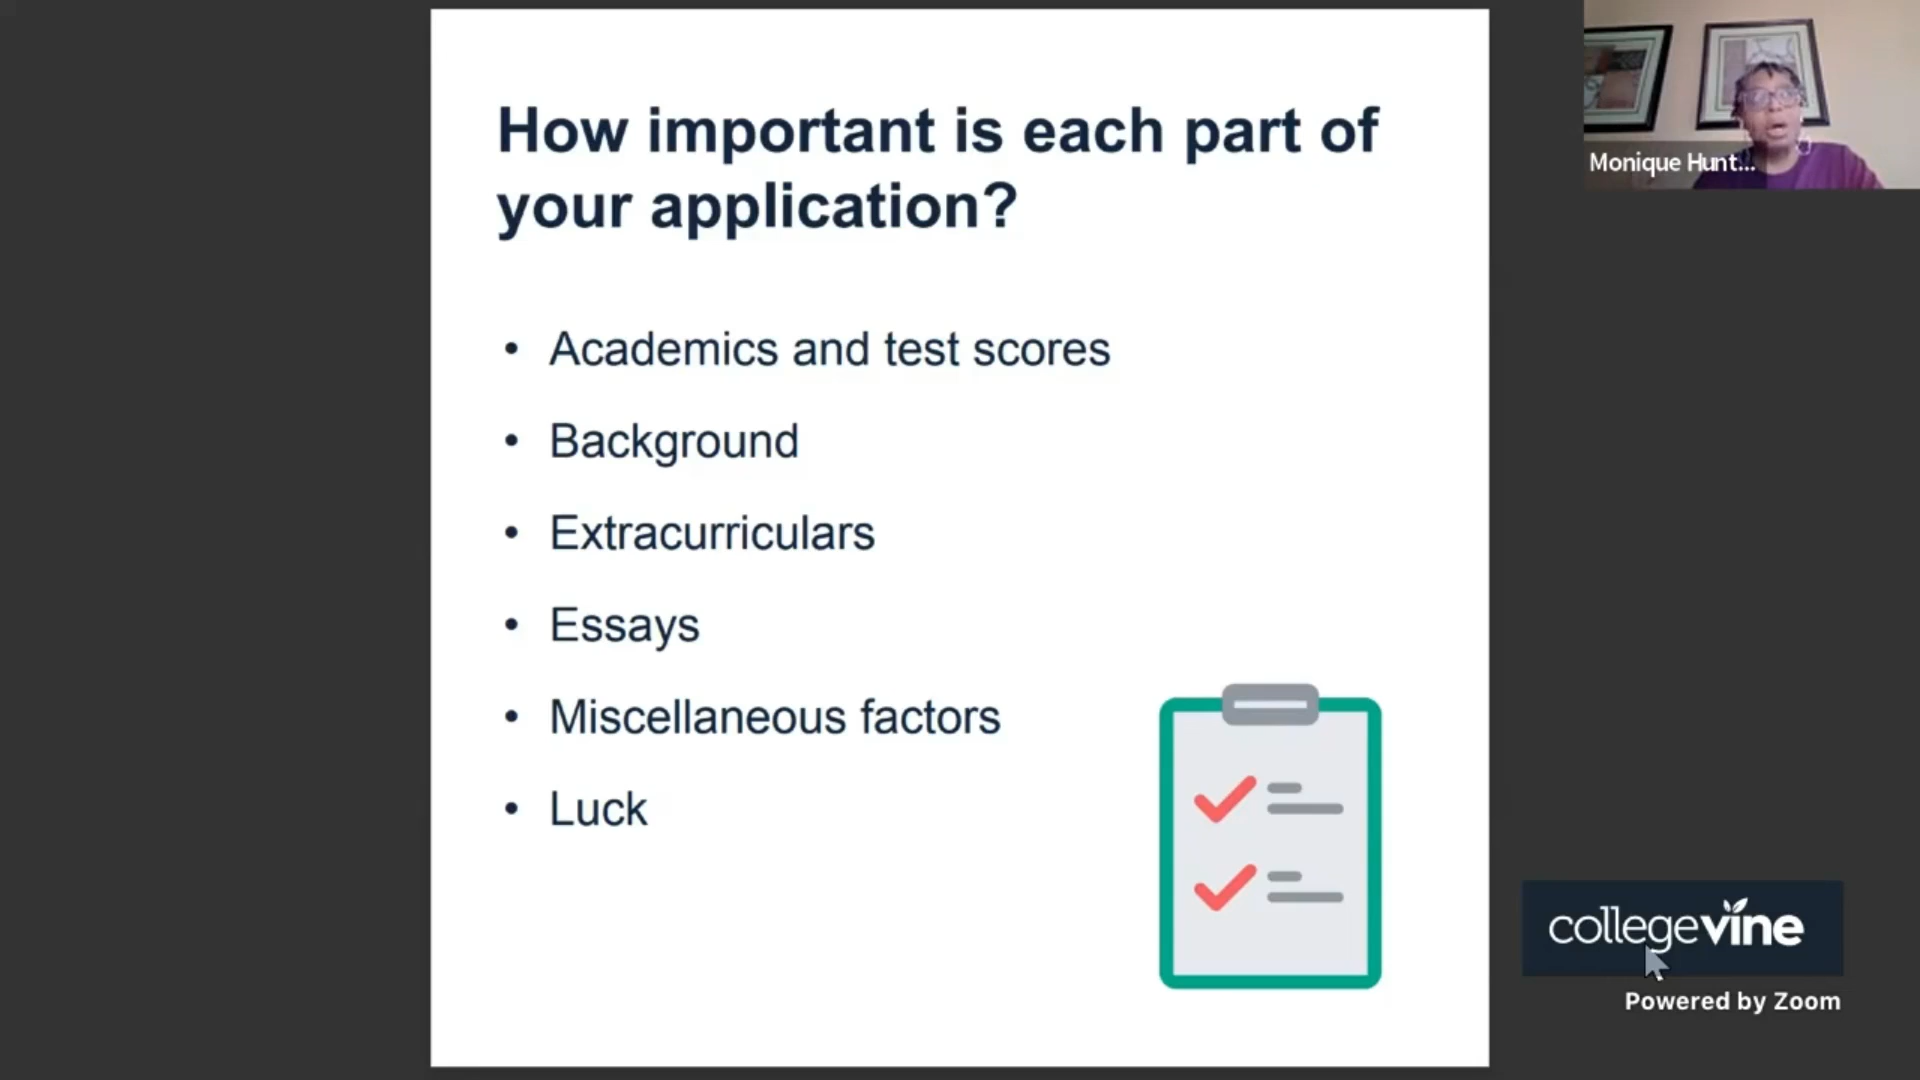 How important is each part of
your application?
• Academics and test scores
• Background
• Extracurriculars
• Essays
• Miscellaneous factors
• Luck
Monique Hunt...
collegevine
Powered by Zoom